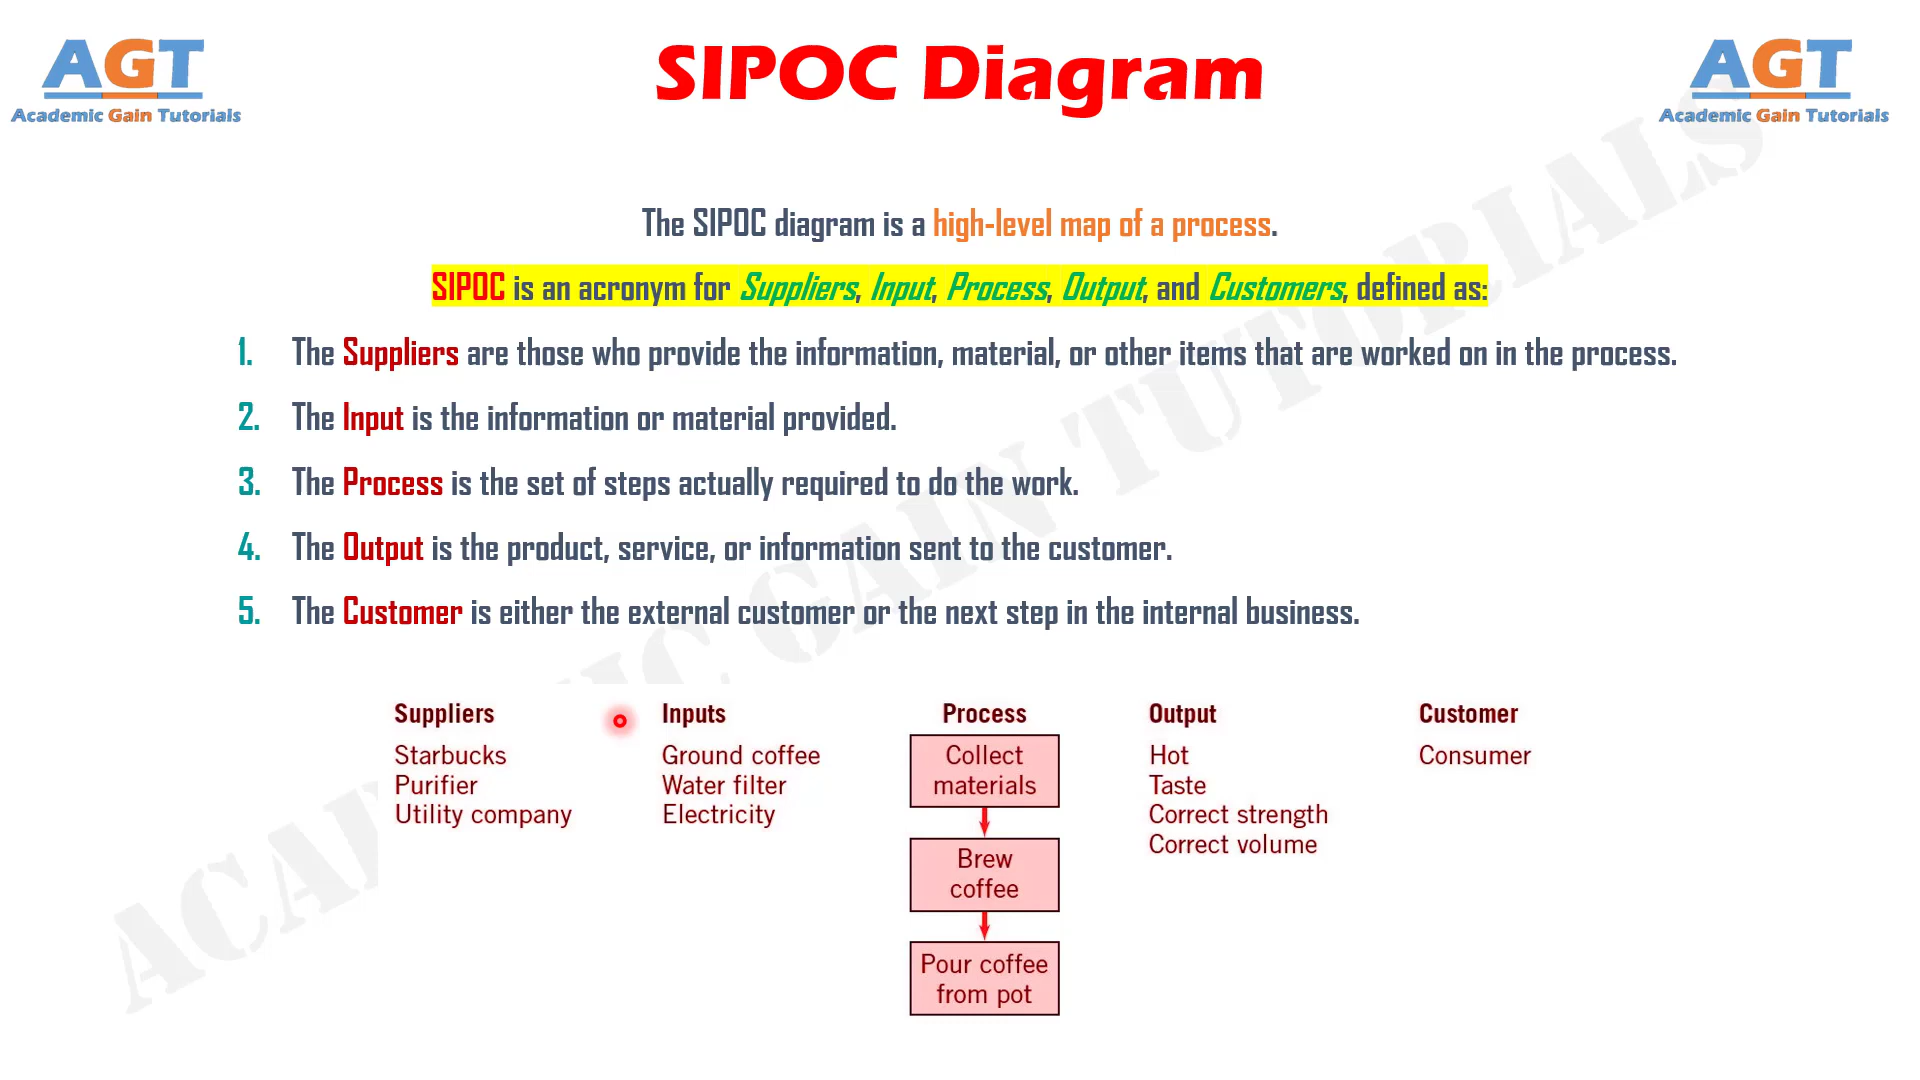 AGT
Academic Gain Tutorials
SIPOC Diagram
AGT
Academic Gain Tutorials
The SIPOC diagram is a high-level map of a process.
SIPOC is an acronym for Suppliers, Input, Process, Output, and Customers, defined as:
1. The Suppliers are those who provide the information, material, or other items that are worked on in the process.
2. The Input is the information or material provided.
3. The Process is the set of steps actually required to do the work.
4. The Output is the product, service, or information sent to the customer.
5. The Customer is either the external customer or the next step in the internal business.
Suppliers
Starbucks
Purifier
Utility company
Inputs
Ground coffee
Water filter
Electricity
Process
Collect
materials
Brew
coffee
Pour coffee
from pot
Output
Hot
Taste
Correct strength
Correct volume
Customer
Consumer
ACADEMIC GAIN TUTORIALS